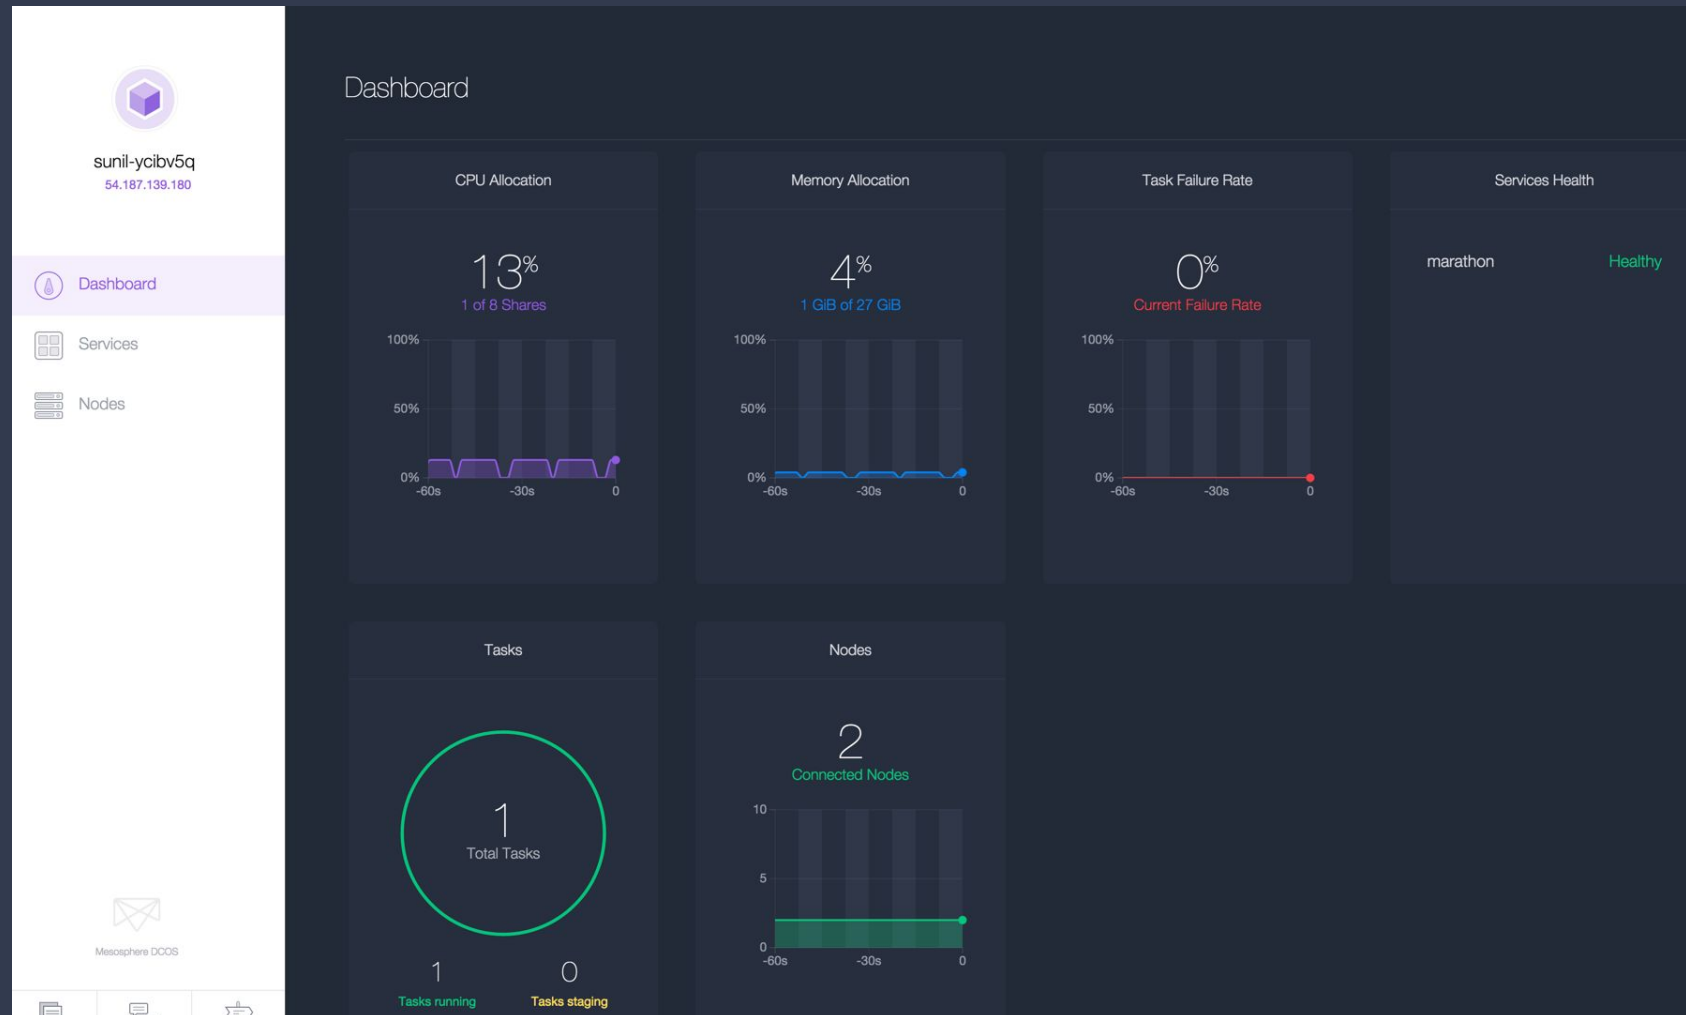 sunil-ycibv5q
54.187.139.180
Dashboard
Services
Nodes
Mesosphere DCOS
Dashboard
CPU Allocation
13%
1 of 8 Shares
100%
50%
0%
-60s -30s 0
Memory Allocation
4%
1 GiB of 27 GiB
100%
50%
0%
-60s -30s 0
Task Failure Rate
0%
Current Failure Rate
100%
50%
0%
-60s -30s 0
Services Health
marathon Healthy
Tasks
1
Total Tasks
1 0
Tasks running Tasks staging
Nodes
2
Connected Nodes
10
5
0
-60s -30s 0